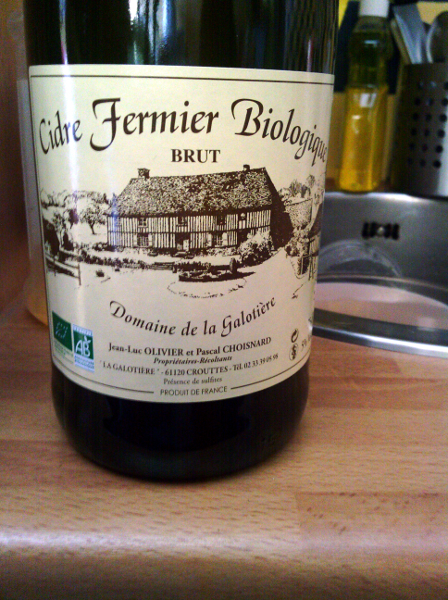 Cidre Fermier Biologique
BRUT
Domaine de la Galotière
Jean-Luc OLIVIER et Pascal CHOISNARD
Propriétaires-Récoltants
"LA GALOTIÈRE" - 61120 CROUTTES - Tél. 02 33 39 05 98
Présence de sulfites
PRODUIT DE FRANCE
AB